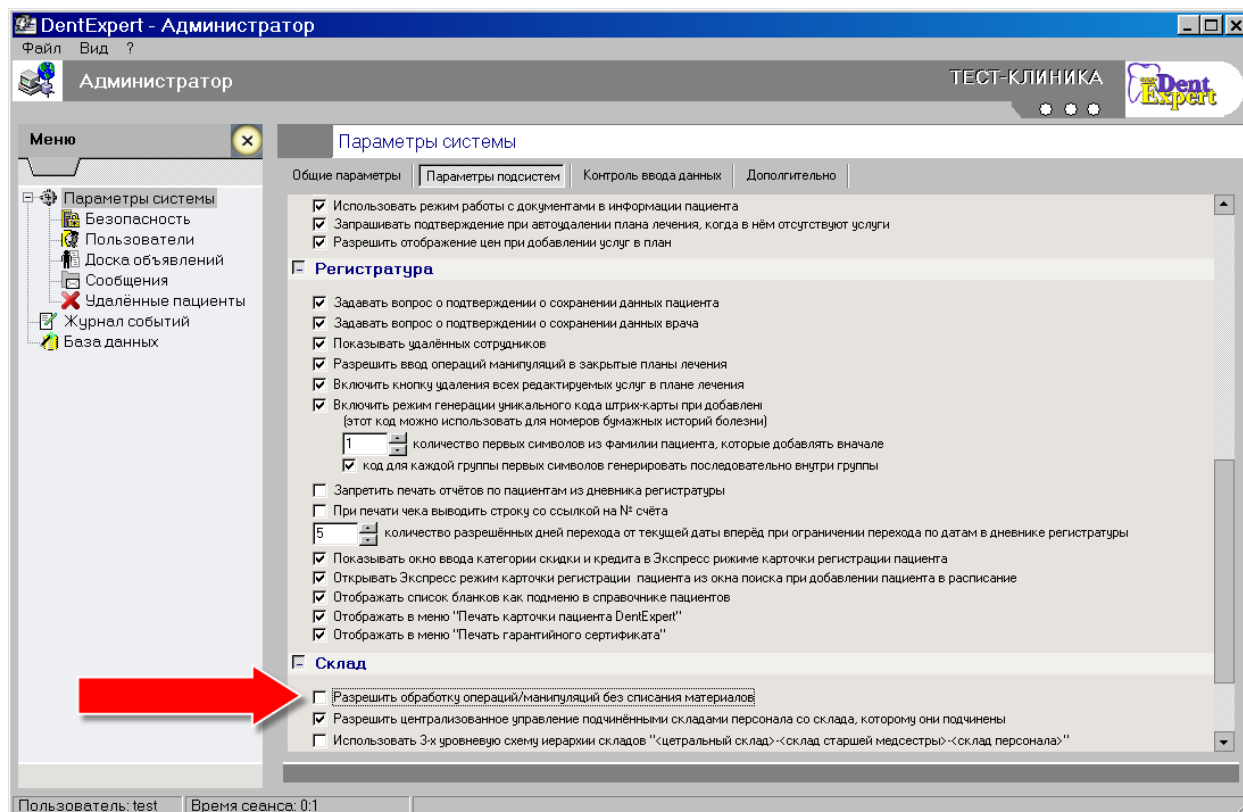 DentExpert - Администратор
Файл Вид ?
Администратор
ТЕСТ-КЛИНИКА
Dent Expert
Меню
Параметры системы
Безопасность
Пользователи
Доска объявлений
Сообщения
Удалённые пациенты
Журнал событий
База данных
Параметры системы
Общие параметры Параметры подсистем Контроль ввода данных Дополтительно
Использовать режим работы с документами в информации пациента
Запрашивать подтверждение при автоудалении плана лечения, когда в нём отсутствуют услуги
Разрешить отображение цен при добавлении услуг в план
Регистратура
Задавать вопрос о подтверждении о сохранении данных пациента
Задавать вопрос о подтверждении о сохранении данных врача
Показывать удалённых сотрудников
Разрешить ввод операций манипуляций в закрытые планы лечения
Включить кнопку удаления всех редактируемых услуг в плане лечения
Включить режим генерации уникального кода штрих-карты при добавлени
(этот код можно использовать для номеров бумажных историй болезни)
1 количество первых символов из фамилии пациента, которые добавлять вначале
код для каждой группы первых символов генерировать последовательно внутри группы
Запретить печать отчётов по пациентам из дневника регистратуры
При печати чека выводить строку со ссылкой на № счёта
5 количество разрешённых дней перехода от текущей даты вперёд при ограничении перехода по датам в дневнике регистратуры
Показывать окно ввода категории скидки и кредита в Экспресс рижиме карточки регистрации пациента
Открывать Экспресс режим карточки регистрации пациента из окна поиска при добавлении пациента в расписание
Отображать список бланков как подменю в справочнике пациентов
Отображать в меню "Печать карточки пациента DentExpert"
Отображать в меню "Печать гарантийного сертификата"
Склад
Разрешить обработку операций/манипуляций без списания материалов
Разрешить централизованное управление подчинёнными складами персонала со склада, которому они подчинены
Использовать 3-х уровневую схему иерархии складов "<цетральный склад>-<склад старшей медсестры>-<склад персонала>"
Пользователь: test Время сеанса: 0:1